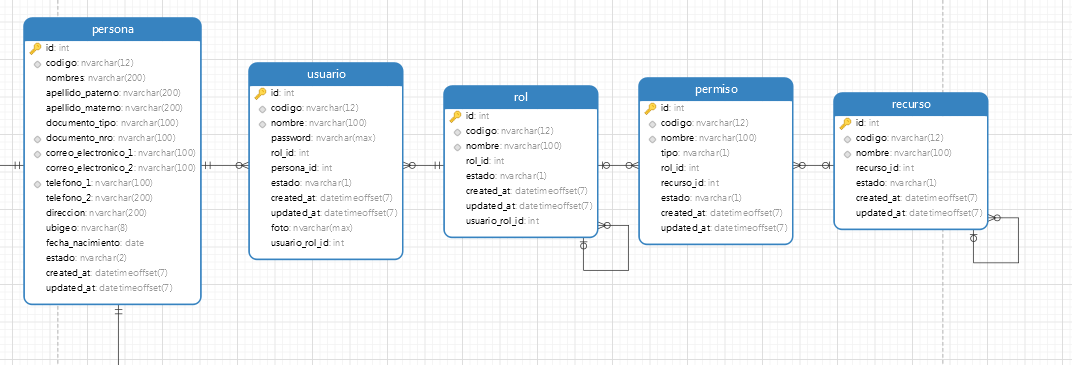 persona
id: int
codigo: nvarchar(12)
nombres: nvarchar(200)
apellido_paterno: nvarchar(200)
apellido_materno: nvarchar(200)
documento_tipo: nvarchar(100)
documento_nro: nvarchar(100)
correo_electronico_1: nvarchar(100)
correo_electronico_2: nvarchar(100)
telefono_1: nvarchar(100)
telefono_2: nvarchar(200)
direccion: nvarchar(200)
ubigeo: nvarchar(8)
fecha_nacimiento: date
estado: nvarchar(2)
created_at: datetimeoffset(7)
updated_at: datetimeoffset(7)
usuario
id: int
codigo: nvarchar(12)
nombre: nvarchar(100)
password: nvarchar(max)
rol_id: int
persona_id: int
estado: nvarchar(1)
created_at: datetimeoffset(7)
updated_at: datetimeoffset(7)
foto: nvarchar(max)
usuario_rol_id: int
rol
id: int
codigo: nvarchar(12)
nombre: nvarchar(100)
rol_id: int
estado: nvarchar(1)
created_at: datetimeoffset(7)
updated_at: datetimeoffset(7)
usuario_rol_id: int
permiso
id: int
codigo: nvarchar(12)
nombre: nvarchar(100)
tipo: nvarchar(1)
rol_id: int
recurso_id: int
estado: nvarchar(1)
created_at: datetimeoffset(7)
updated_at: datetimeoffset(7)
recurso
id: int
codigo: nvarchar(12)
nombre: nvarchar(100)
recurso_id: int
estado: nvarchar(1)
created_at: datetimeoffset(7)
updated_at: datetimeoffset(7)